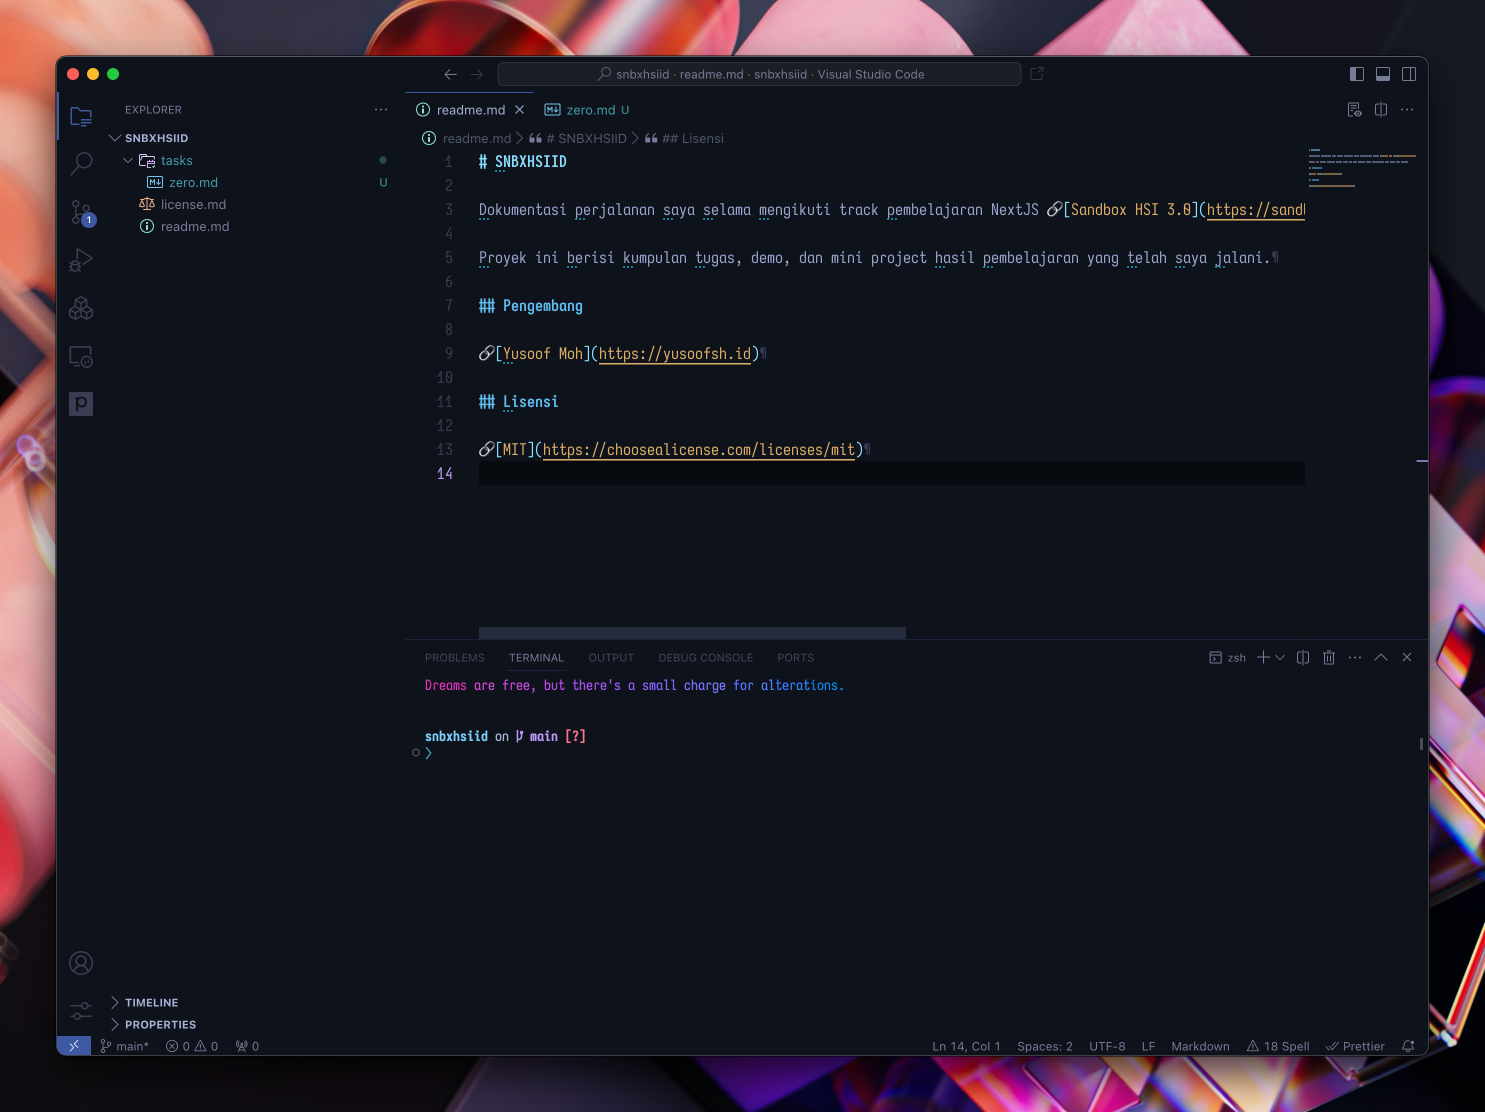 snbxhsiid · readme.md · snbxhsiid · Visual Studio Code
EXPLORER
SNBXHSIID
tasks
zero.md U
license.md
readme.md
1
readme.md
zero.md U
readme.md > # SNBXHSIID > ## Lisensi
1 # SNBXHSIID
2
3 Dokumentasi perjalanan saya selama mengikuti track pembelajaran NextJS 🔗[Sandbox HSI 3.0](https://sand
4
5 Proyek ini berisi kumpulan tugas, demo, dan mini project hasil pembelajaran yang telah saya jalani.¶
6
7 ## Pengembang
8
9 🔗[Yusoof Moh](https://yusoofsh.id)¶
10
11 ## Lisensi
12
13 🔗[MIT](https://choosealicense.com/licenses/mit)¶
14
PROBLEMS TERMINAL OUTPUT DEBUG CONSOLE PORTS
zsh
Dreams are free, but there's a small charge for alterations.
snbxhsiid on main [?]
❯
TIMELINE
PROPERTIES
main* 0 0 0
Ln 14, Col 1 Spaces: 2 UTF-8 LF Markdown 18 Spell Prettier